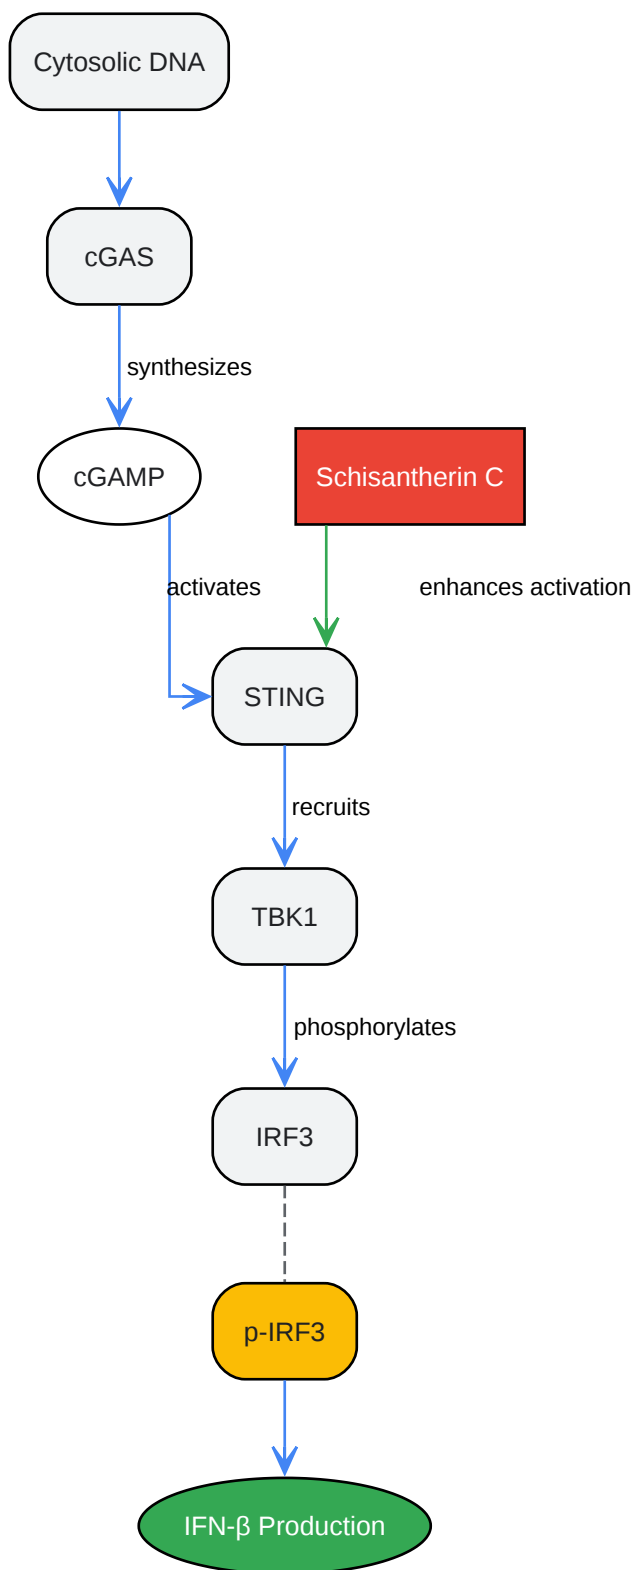 Cytosolic DNA
cGAS
synthesizes
cGAMP
Schisantherin C
activates
enhances activation
STING
recruits
TBK1
phosphorylates
IRF3
p-IRF3
IFN-β Production